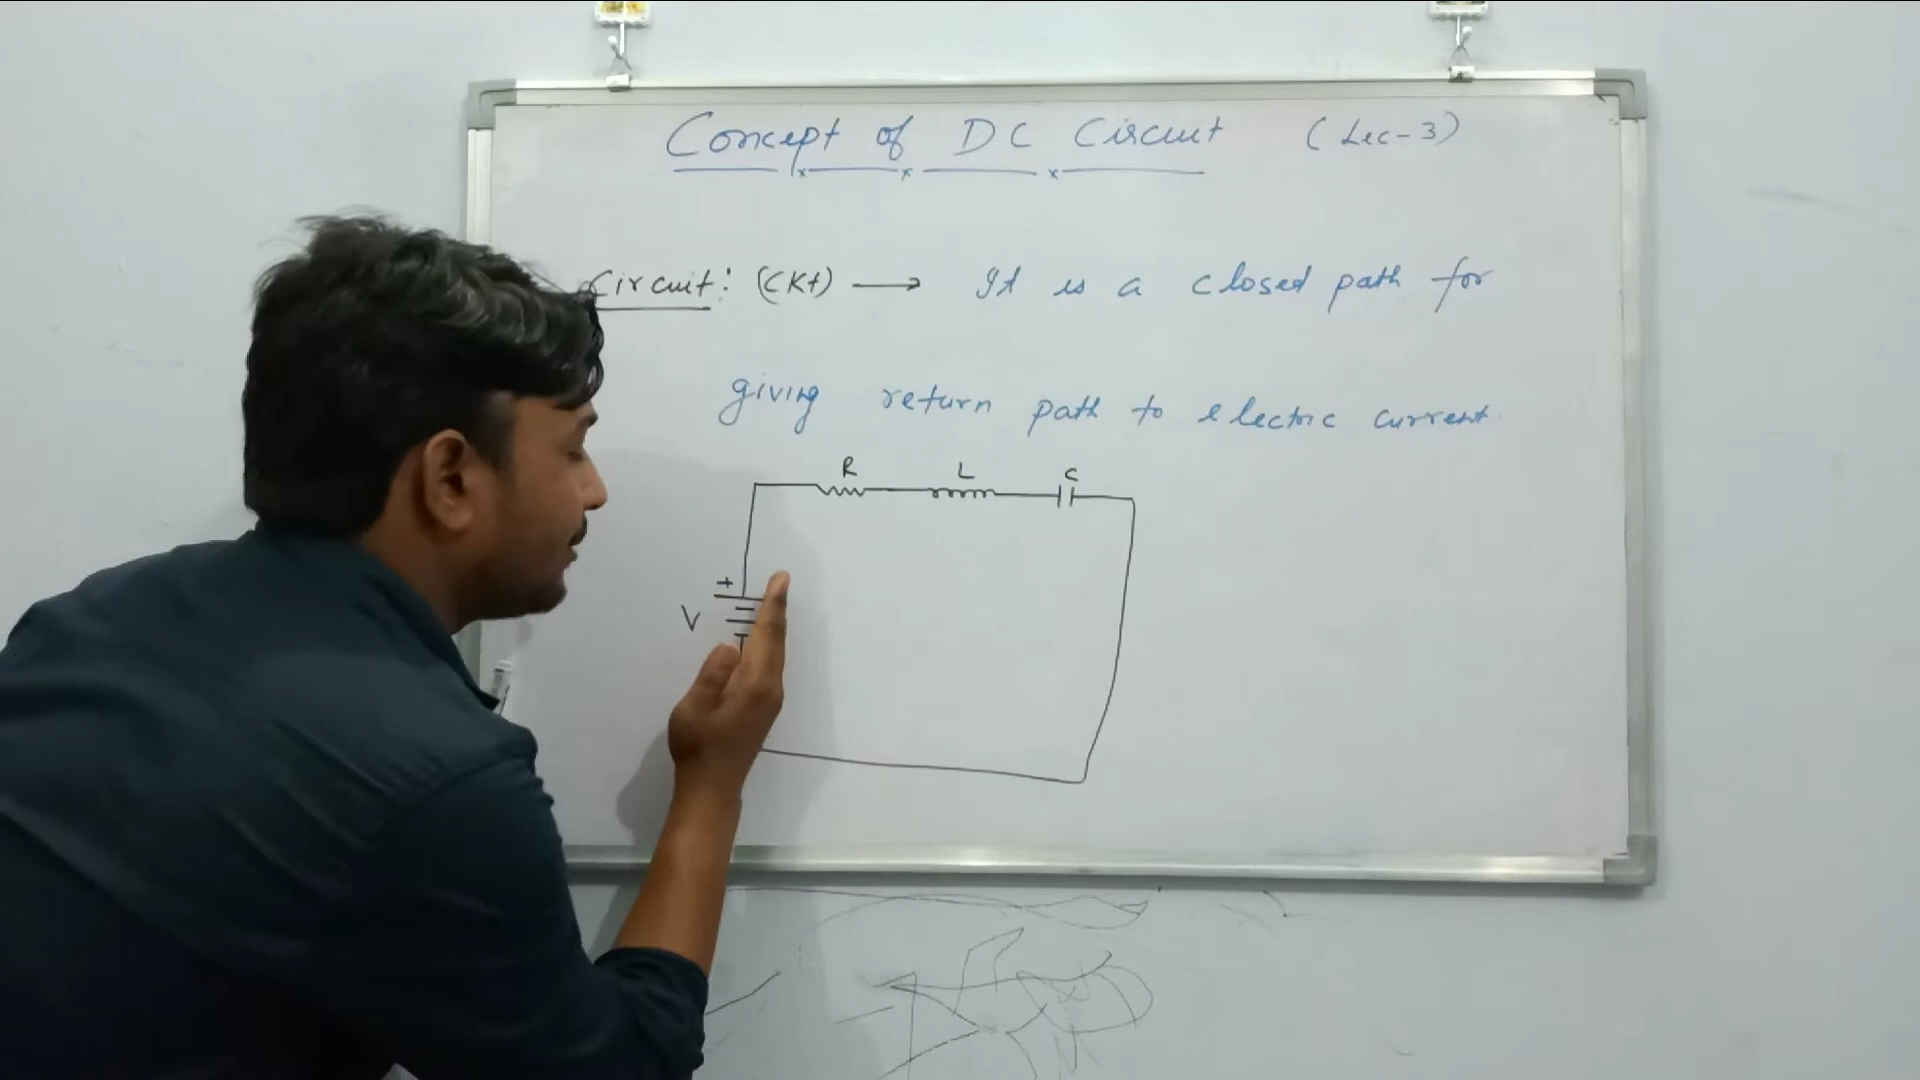 Concept of DC Circuit (Lec-3)
Circuit: (CKt) → It is a closed path for
giving return path to electric current.
R L C
+
V